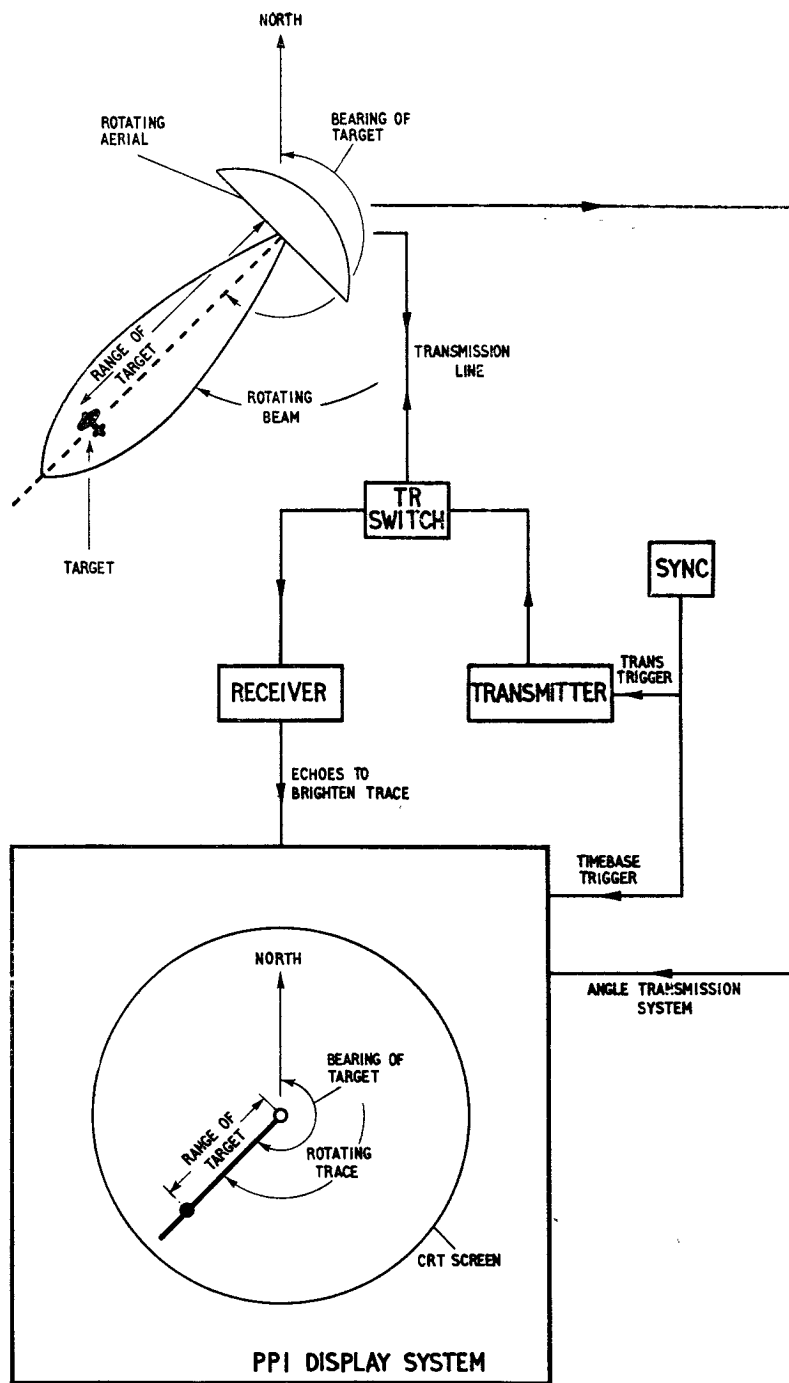 NORTH
ROTATING
AERIAL
BEARING OF
TARGET
RANGE OF
TARGET
TRANSMISSION
LINE
ROTATING
BEAM
TR
SWITCH
TARGET
SYNC
TRANS
TRIGGER
RECEIVER
TRANSMITTER
ECHOES TO
BRIGHTEN TRACE
TIMEBASE
TRIGGER
NORTH
ANGLE TRANSMISSION
SYSTEM
BEARING OF
TARGET
RANGE OF
TARGET
ROTATING
TRACE
CRT SCREEN
PPI DISPLAY SYSTEM